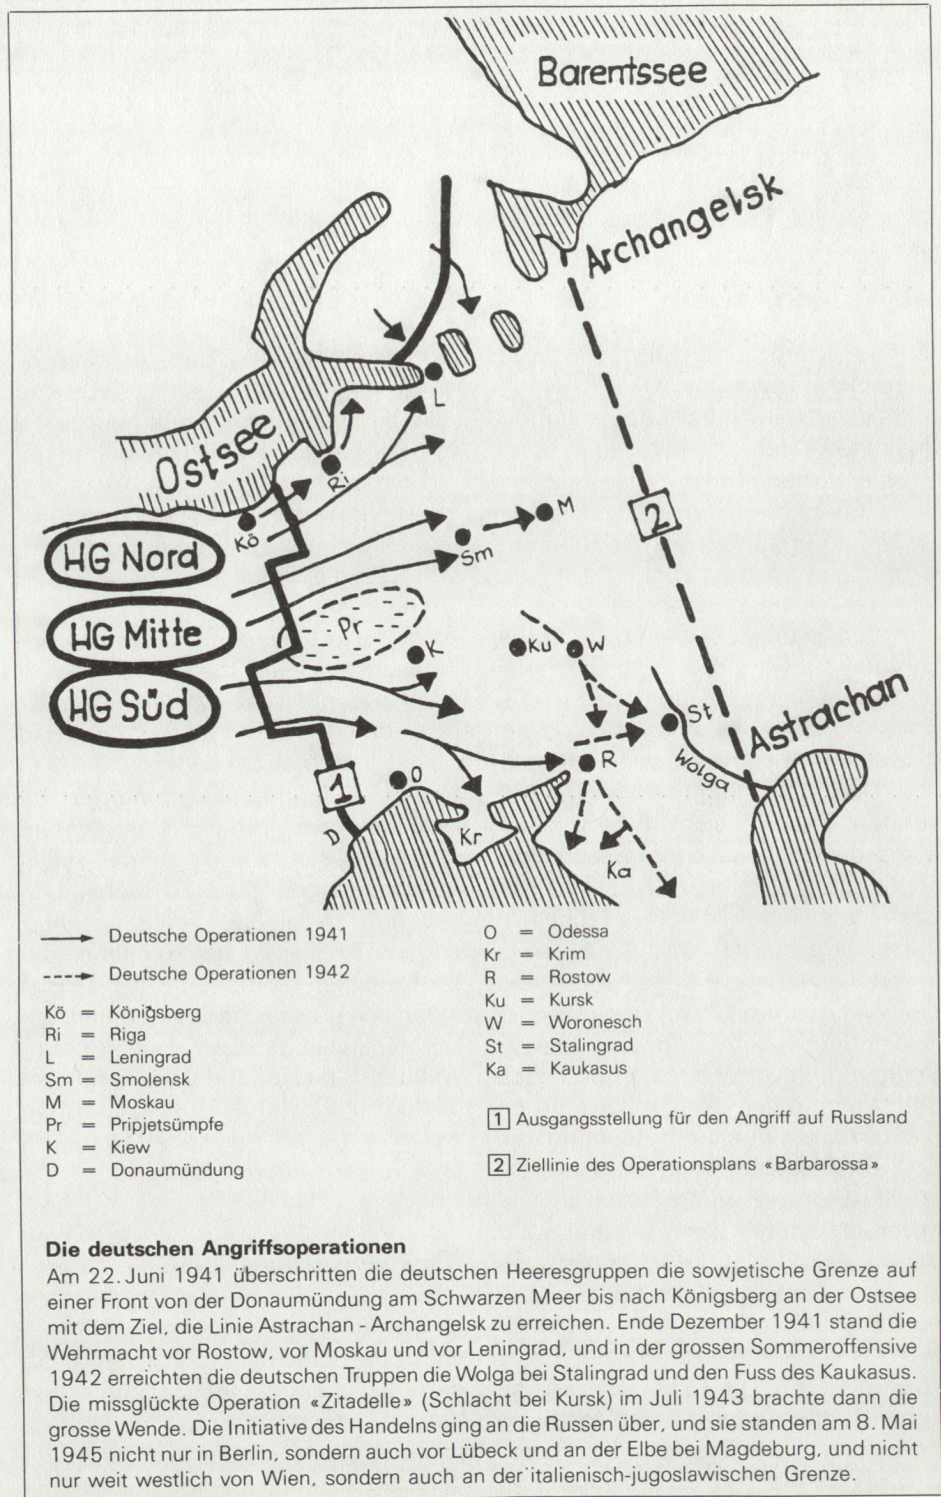 Barentssee
Archangelsk
L
Ostsee
Ri
Kö
M
2
Sm
HG Nord
HG Mitte
HG Süd
Pr
K
Ku
W
St
Astrachan
Wolga
R
1
O
D
Kr
Ka
Deutsche Operationen 1941
Deutsche Operationen 1942
Kö = Königsberg
Ri = Riga
L = Leningrad
Sm = Smolensk
M = Moskau
Pr = Pripjetsümpfe
K = Kiew
D = Donaumündung
O = Odessa
Kr = Krim
R = Rostow
Ku = Kursk
W = Woronesch
St = Stalingrad
Ka = Kaukasus
1 Ausgangsstellung für den Angriff auf Russland
2 Ziellinie des Operationsplans «Barbarossa»
Die deutschen Angriffsoperationen
Am 22. Juni 1941 überschritten die deutschen Heeresgruppen die sowjetische Grenze auf
einer Front von der Donaumündung am Schwarzen Meer bis nach Königsberg an der Ostsee
mit dem Ziel, die Linie Astrachan - Archangelsk zu erreichen. Ende Dezember 1941 stand die
Wehrmacht vor Rostow, vor Moskau und vor Leningrad, und in der grossen Sommeroffensive
1942 erreichten die deutschen Truppen die Wolga bei Stalingrad und den Fuss des Kaukasus.
Die missglückte Operation «Zitadelle» (Schlacht bei Kursk) im Juli 1943 brachte dann die
grosse Wende. Die Initiative des Handelns ging an die Russen über, und sie standen am 8. Mai
1945 nicht nur in Berlin, sondern auch vor Lübeck und an der Elbe bei Magdeburg, und nicht
nur weit westlich von Wien, sondern auch an der italienisch-jugoslawischen Grenze.